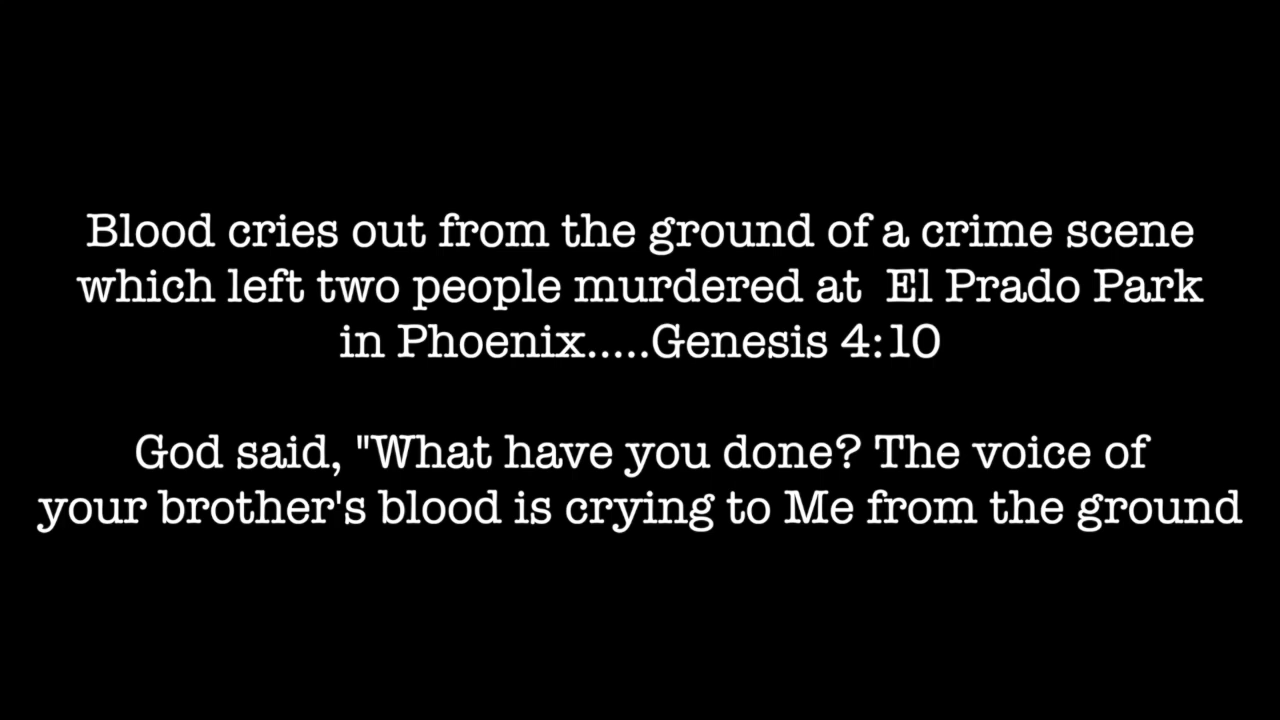 Blood cries out from the ground of a crime scene
which left two people murdered at  El Prado Park
in Phoenix.....Genesis 4:10
God said, "What have you done? The voice of
your brother's blood is crying to Me from the ground